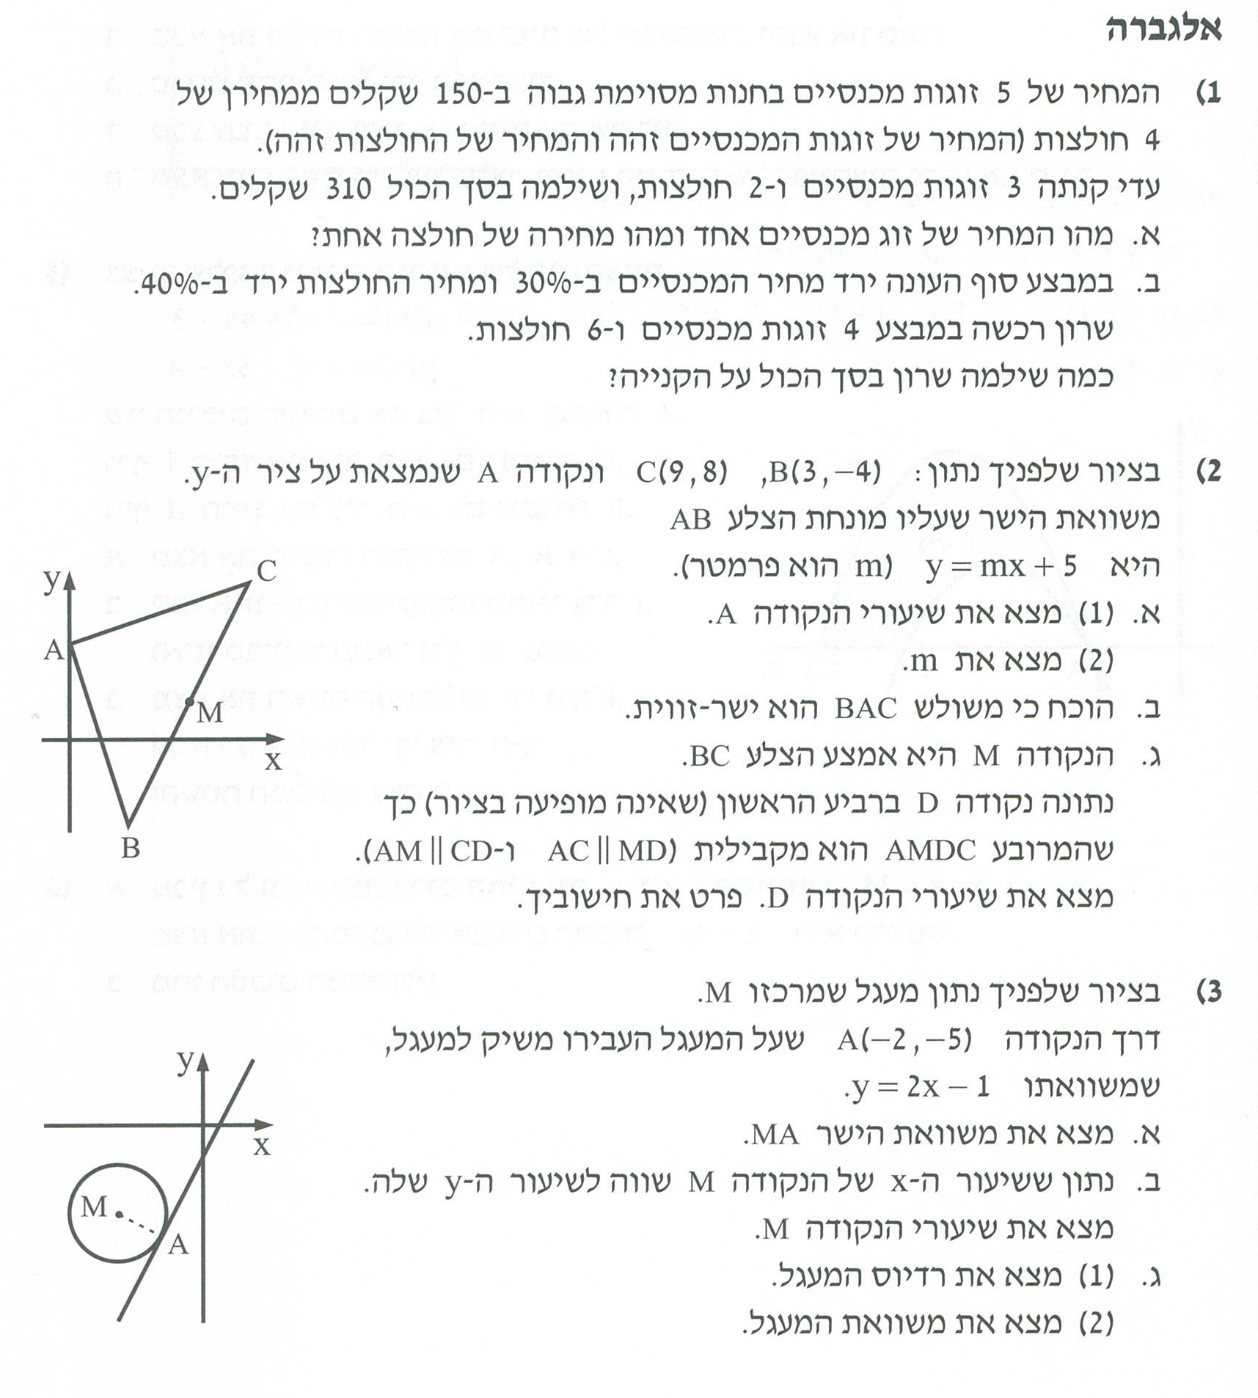 אלגברה
1) המחיר של 5 זוגות מכנסיים בחנות מסוימת גבוה ב-150 שקלים ממחירן של
4 חולצות (המחיר של זוגות המכנסיים זהה והמחיר של החולצות זהה).
עדי קנתה 3 זוגות מכנסיים ו-2 חולצות, ושילמה בסך הכול 310 שקלים.
א. מהו המחיר של זוג מכנסיים אחד ומהו מחירה של חולצה אחת?
ב. במבצע סוף העונה ירד מחיר המכנסיים ב-30% ומחיר החולצות ירד ב-40%.
שרון רכשה במבצע 4 זוגות מכנסיים ו-6 חולצות.
כמה שילמה שרון בסך הכול על הקנייה?
2) בציור שלפניך נתון: B(3,−4), C(9,8) ונקודה A שנמצאת על ציר ה-y.
משוואת הישר שעליו מונחת הצלע AB
היא y = mx + 5 (m הוא פרמטר).
א. (1) מצא את שיעורי הנקודה A.
(2) מצא את m.
ב. הוכח כי משולש BAC הוא ישר-זווית.
ג. הנקודה M היא אמצע הצלע BC.
נתונה נקודה D ברביע הראשון (שאינה מופיעה בציור) כך
שהמרובע AMDC הוא מקבילית (AC || MD ו-AM || CD).
מצא את שיעורי הנקודה D. פרט את חישוביך.
y
C
A
M
x
B
3) בציור שלפניך נתון מעגל שמרכזו M.
דרך הנקודה A(−2,−5) שעל המעגל העבירו משיק למעגל,
שמשוואתו y = 2x − 1.
א. מצא את משוואת הישר MA.
ב. נתון ששיעור ה-x של הנקודה M שווה לשיעור ה-y שלה.
מצא את שיעורי הנקודה M.
ג. (1) מצא את רדיוס המעגל.
(2) מצא את משוואת המעגל.
y
x
M
A